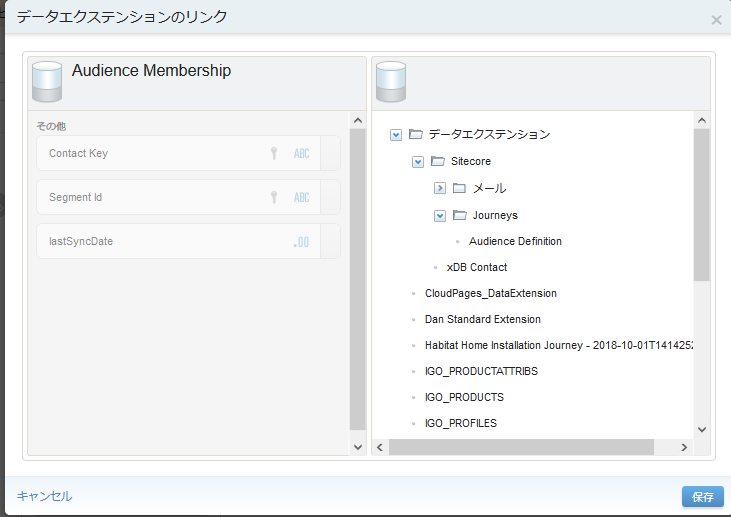 データエクステンションのリンク
Audience Membership
その他
Contact Key
ABC
Segment Id
ABC
lastSyncDate
.00
データエクステンション
Sitecore
メール
Journeys
Audience Definition
xDB Contact
CloudPages_DataExtension
Dan Standard Extension
Habitat Home Installation Journey - 2018-10-01T1414252
IGO_PRODUCTATTRIBS
IGO_PRODUCTS
IGO_PROFILES
キャンセル
保存